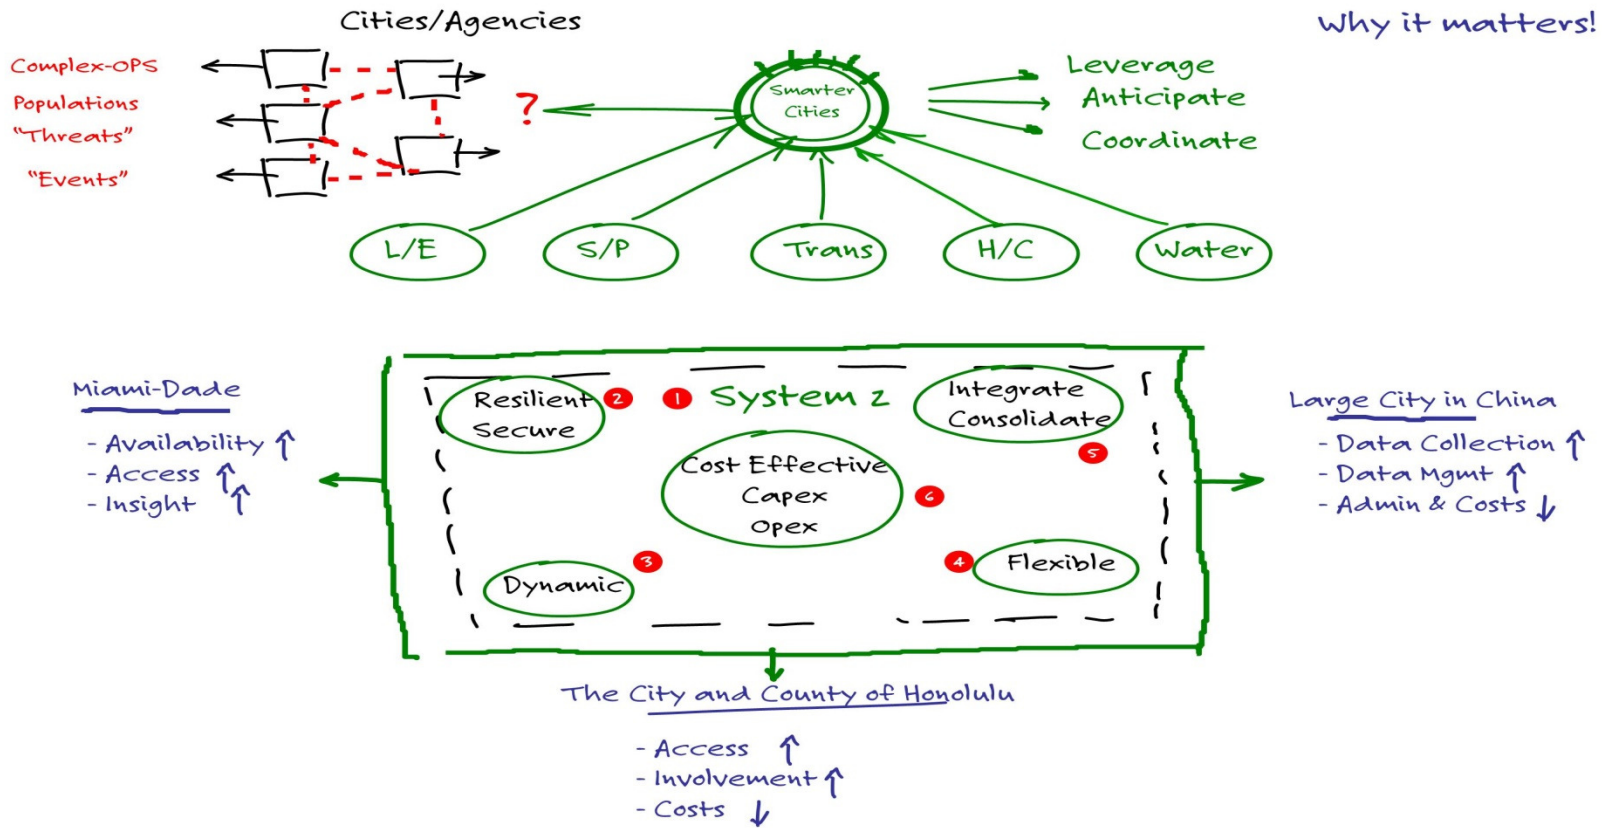 Cities/Agencies
Why it matters!
Complex-OPS
Populations
"Threats"
"Events"
?
Smarter
Cities
Leverage
Anticipate
Coordinate
L/E
S/P
Trans
H/C
Water
Miami-Dade
- Availability ↑
- Access ↑
- Insight ↑
Resilient
Secure
2
1
System z
Integrate
Consolidate
5
Cost Effective
Capex
Opex
6
3
Dynamic
4
Flexible
Large City in China
- Data Collection ↑
- Data Mgmt ↑
- Admin & Costs ↓
The City and County of Honolulu
- Access ↑
- Involvement ↑
- Costs ↓